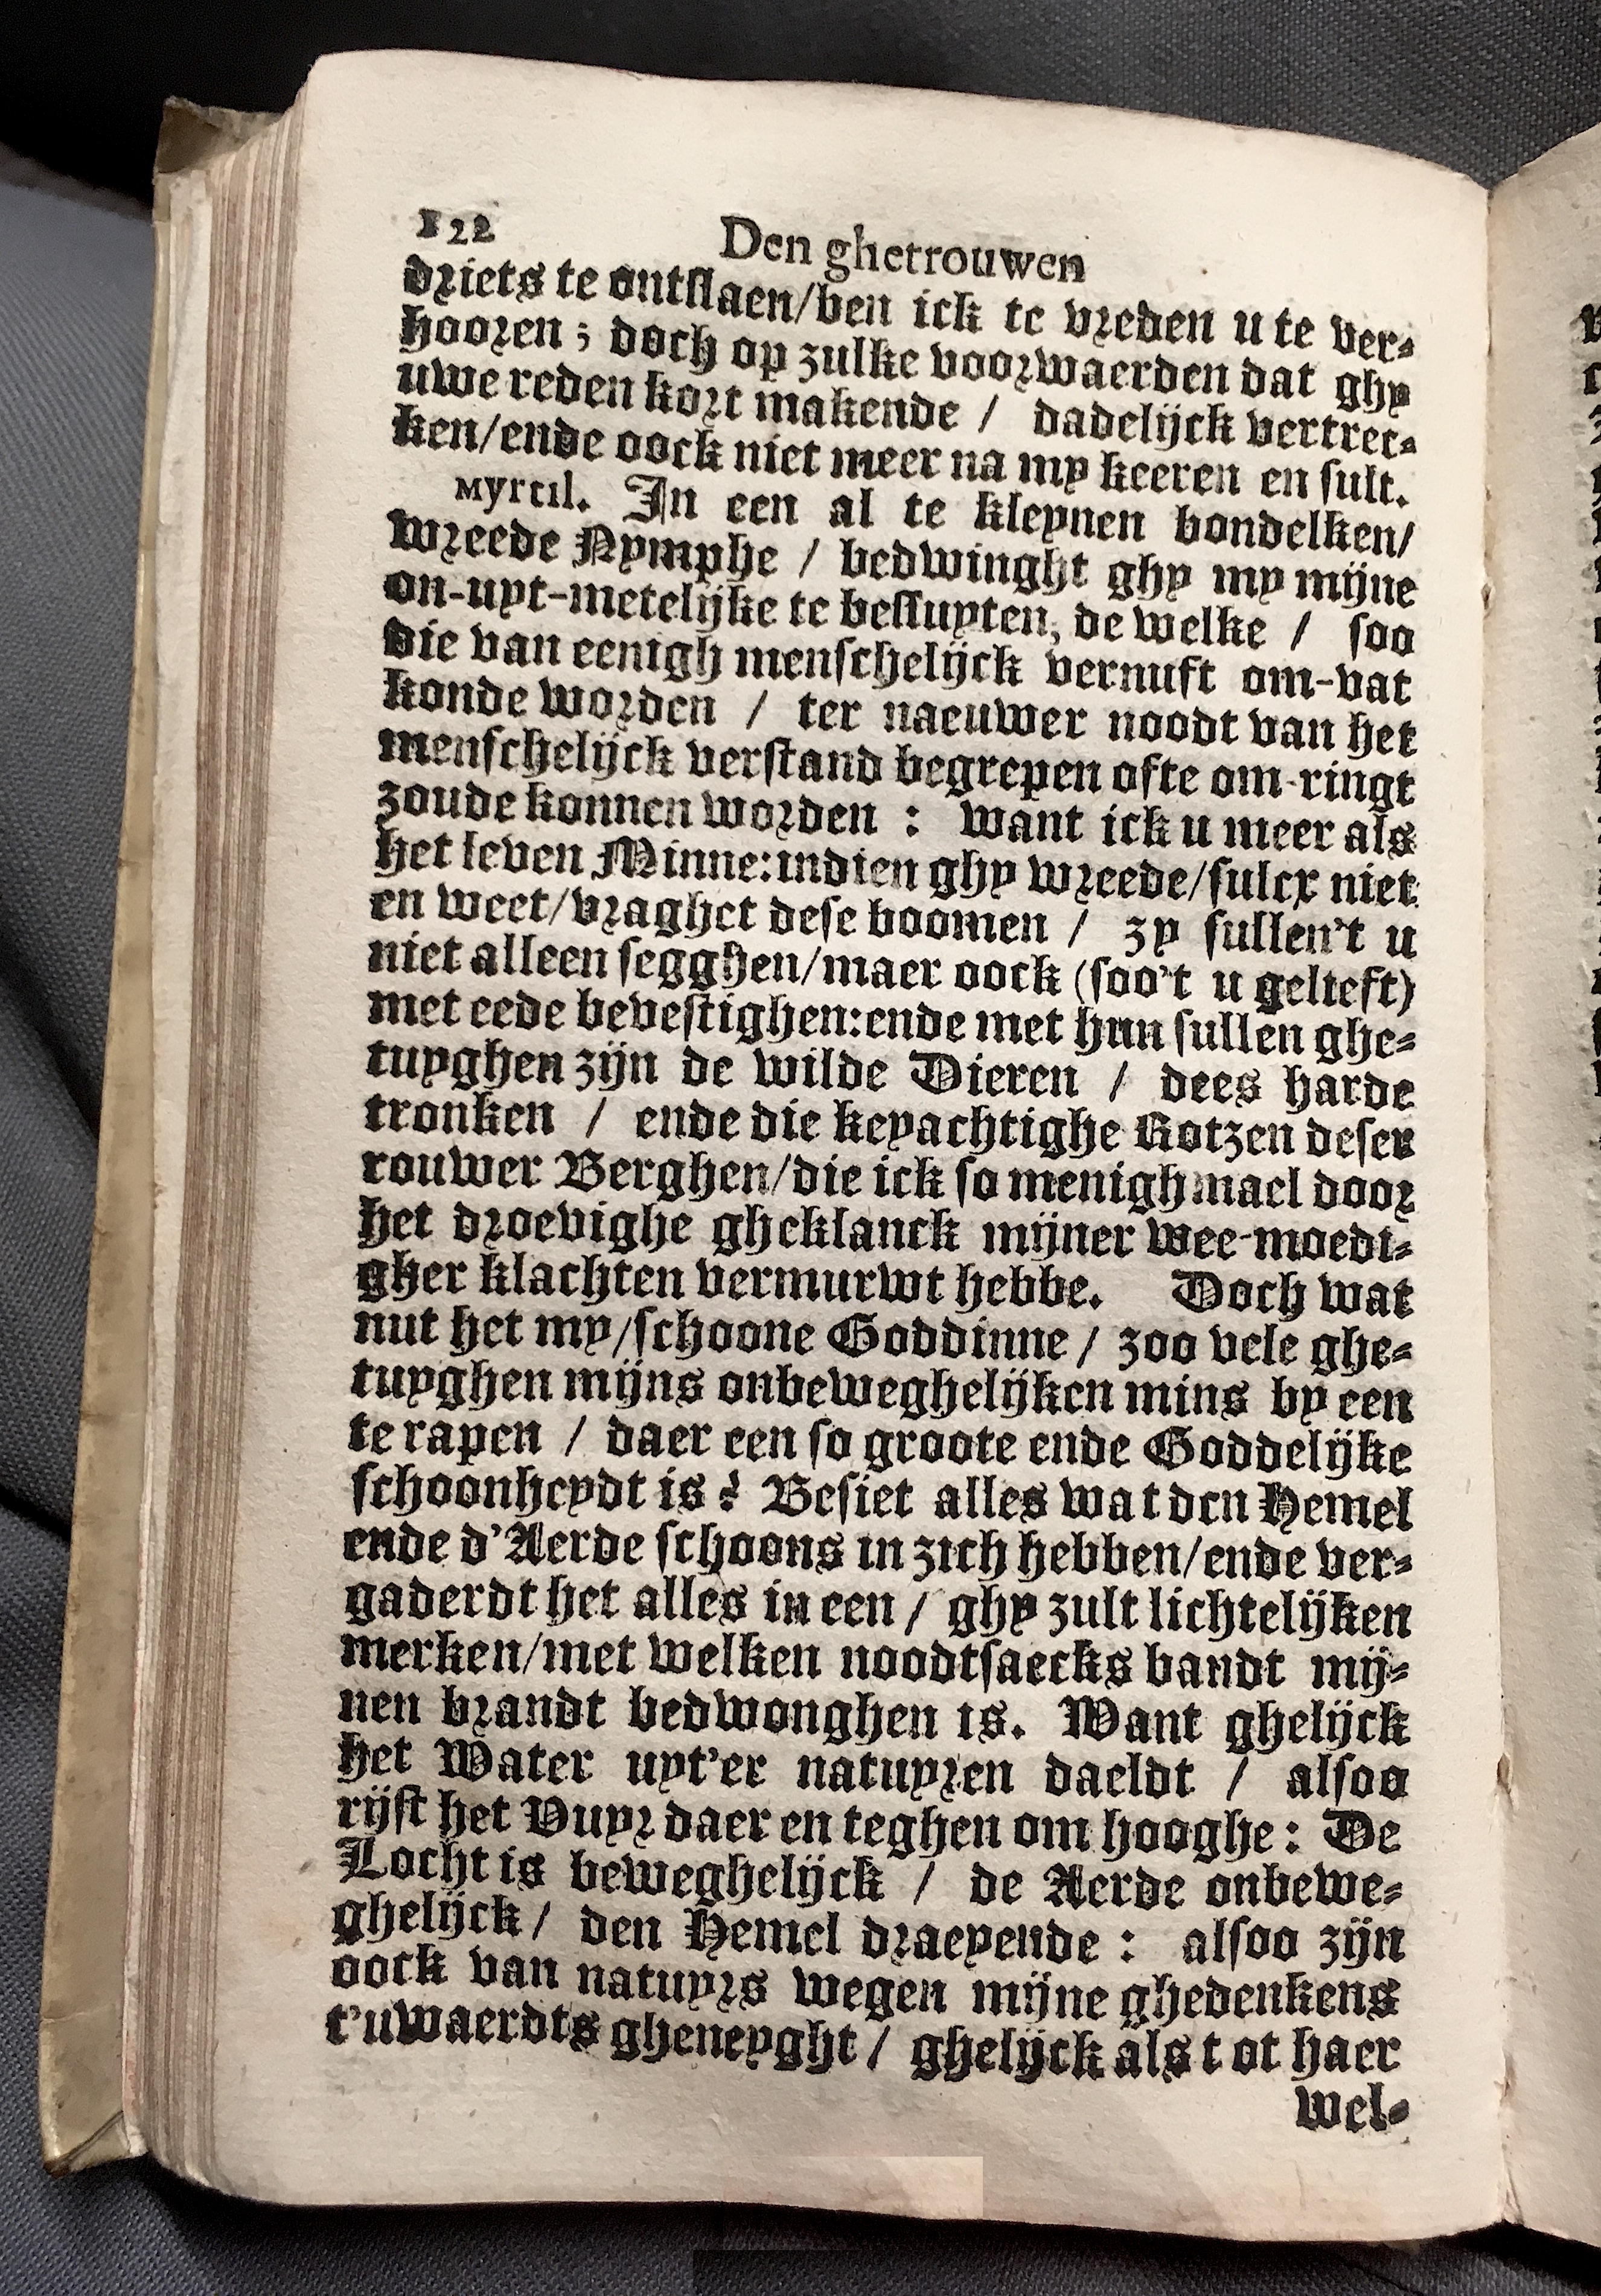 122
Den ghetrouwen
driets te ontslaen/ben ick te vreden u te ver-
hooren; doch op zulke voorwaerden dat ghy
uwe reden kort makende / dadelijck vertrec-
ken/ende oock niet meer na my keeren en sult.
Myrtil. In een al te kleynen bondelken/
wreede Nymphe / bedwinght ghy my mijne
on-uyt-metelijke te besluyten, de welke / soo
die van eenigh menschelijck vernuft om-vat
konde worden / ter naeuwer noodt van het
menschelijck verstand begrepen ofte om-ringt
zoude konnen worden : want ick u meer als
het leven Minne: indien ghy wreede/sulcx niet
en weet/vraghet dese boomen / zy sullen't u
niet alleen segghen/maer oock (soo't u gelieft)
met eede bevestighen: ende met hun sullen ghe-
tuyghen zijn de wilde Dieren / dees harde
tronken / ende die keyachtighe Rotzen deser
rouwer Berghen/die ick so menighmael door
het droevighe gheklanck mijner wee-moedi-
gher klachten vermurwt hebbe. Doch wat
nut het my/schoone Goddinne / zoo vele ghe-
tuyghen mijns onbeweghelijken mins by een
te rapen / daer een so groote ende Goddelijke
schoonheydt is? Besiet alles wat den Hemel
ende d'Aerde schoons in zich hebben/ende ver-
gaderdt het alles in een / ghy zult lichtelijken
merken/met welken noodtsaecks bandt mij-
nen brandt bedwonghen is. Want ghelijck
het Water uyt'er natuyren daeldt / alsoo
rijst het Vuyr daer en teghen om hooghe: De
Locht is beweghelijck / de Aerde onbewe-
ghelijck/ den Hemel draeyende : alsoo zijn
oock van natuyrs wegen mijne ghedenkens
t'uwaerdts gheneyght / ghelijck als tot haer
wel-